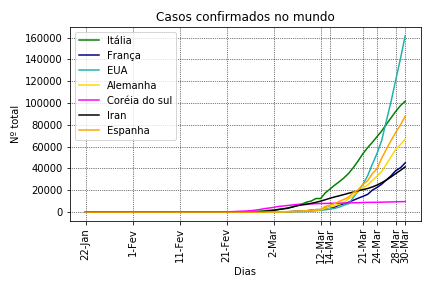 Casos confirmados no mundo
Nº total
160000
140000
120000
100000
80000
60000
40000
20000
0
Itália
França
EUA
Alemanha
Coréia do sul
Iran
Espanha
22-Jan
1-Fev
11-Fev
21-Fev
2-Mar
12-Mar
14-Mar
21-Mar
24-Mar
28-Mar
30-Mar
Dias